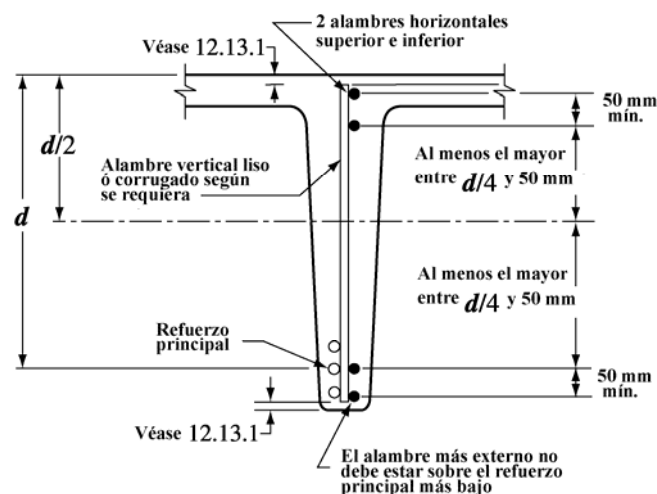 2 alambres horizontales
superior e inferior
Véase 12.13.1
50 mm
mín.
d/2
Alambre vertical liso
ó corrugado según
se requiera
Al menos el mayor
entre d/4 y 50 mm
d
Al menos el mayor
entre d/4 y 50 mm
Refuerzo
principal
50 mm
mín.
Véase 12.13.1
El alambre más externo no
debe estar sobre el refuerzo
principal más bajo